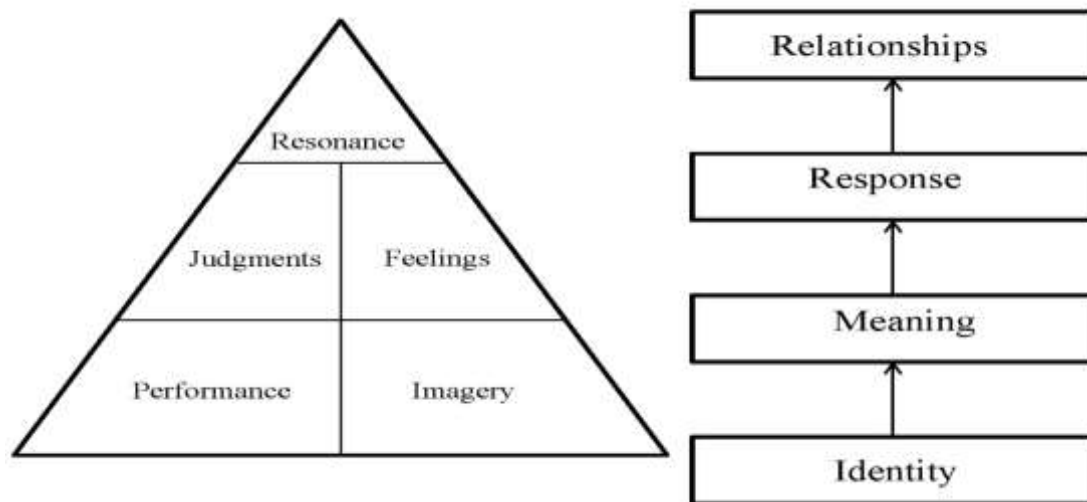 Resonance
Judgments
Feelings
Performance
Imagery
Relationships
Response
Meaning
Identity